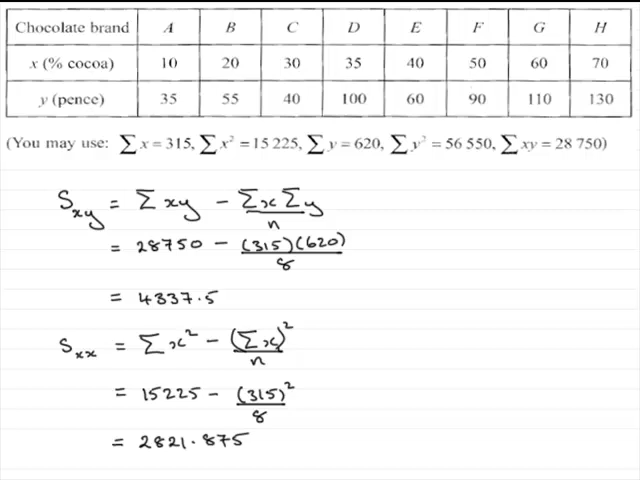 Chocolate brand A B C D E F G H
x (% cocoa) 10 20 30 35 40 50 60 70
y (pence) 35 55 40 100 60 90 110 130
(You may use: ∑x = 315, ∑x² = 15 225, ∑y = 620, ∑y² = 56 550, ∑xy = 28 750)
S_xy = ∑xy − ∑x∑y/n
= 28750 − (315)(620)/8
= 4337.5
S_xx = ∑x² − (∑x)²/n
= 15225 − (315)²/8
= 2821.875